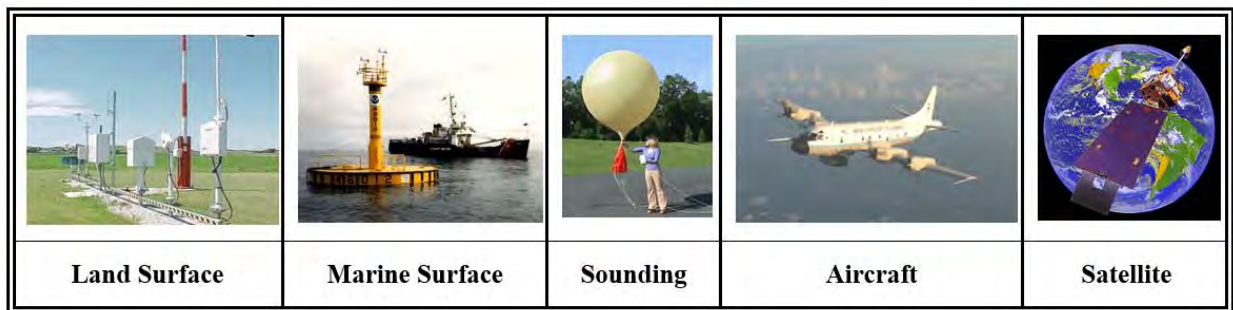 Land Surface
Marine Surface
Sounding
Aircraft
Satellite